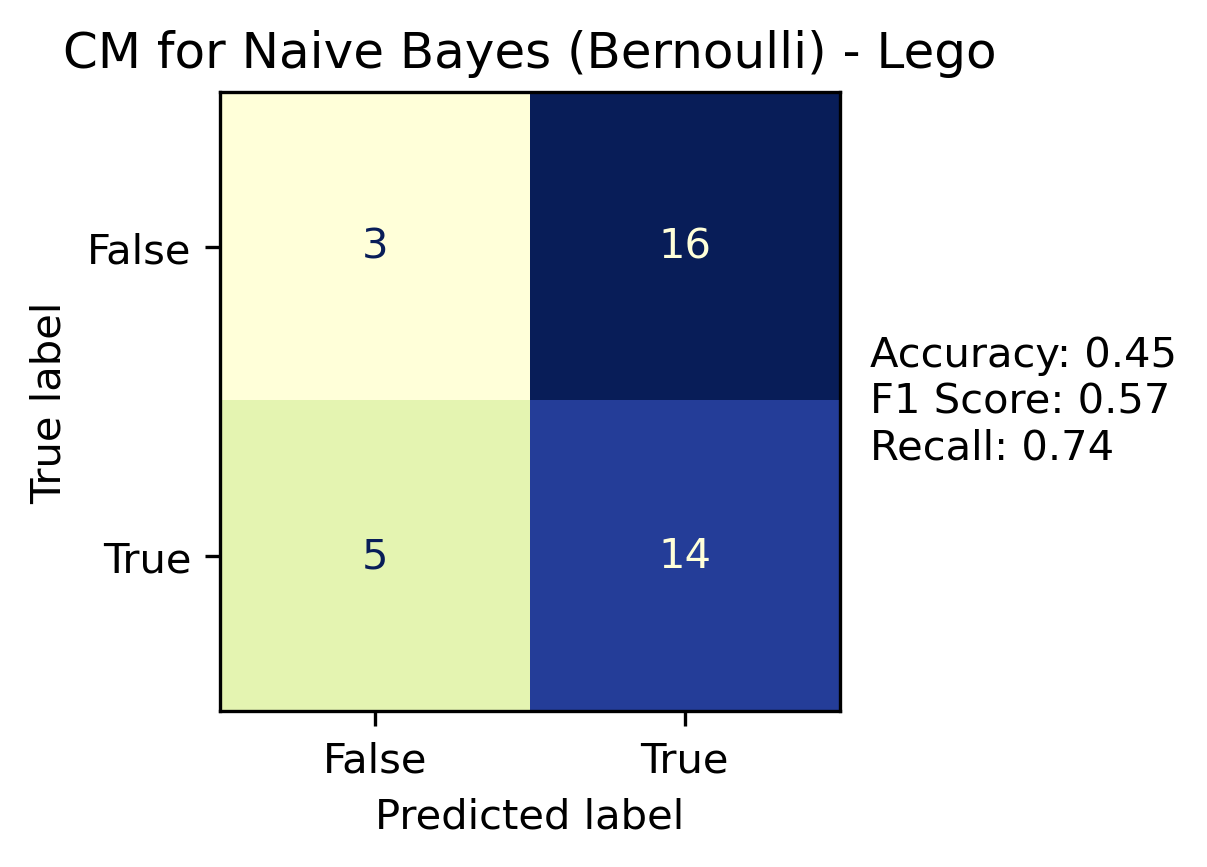 CM for Naive Bayes (Bernoulli) - Lego
False
3
16
True label
Accuracy: 0.45
F1 Score: 0.57
Recall: 0.74
True
5
14
False
True
Predicted label